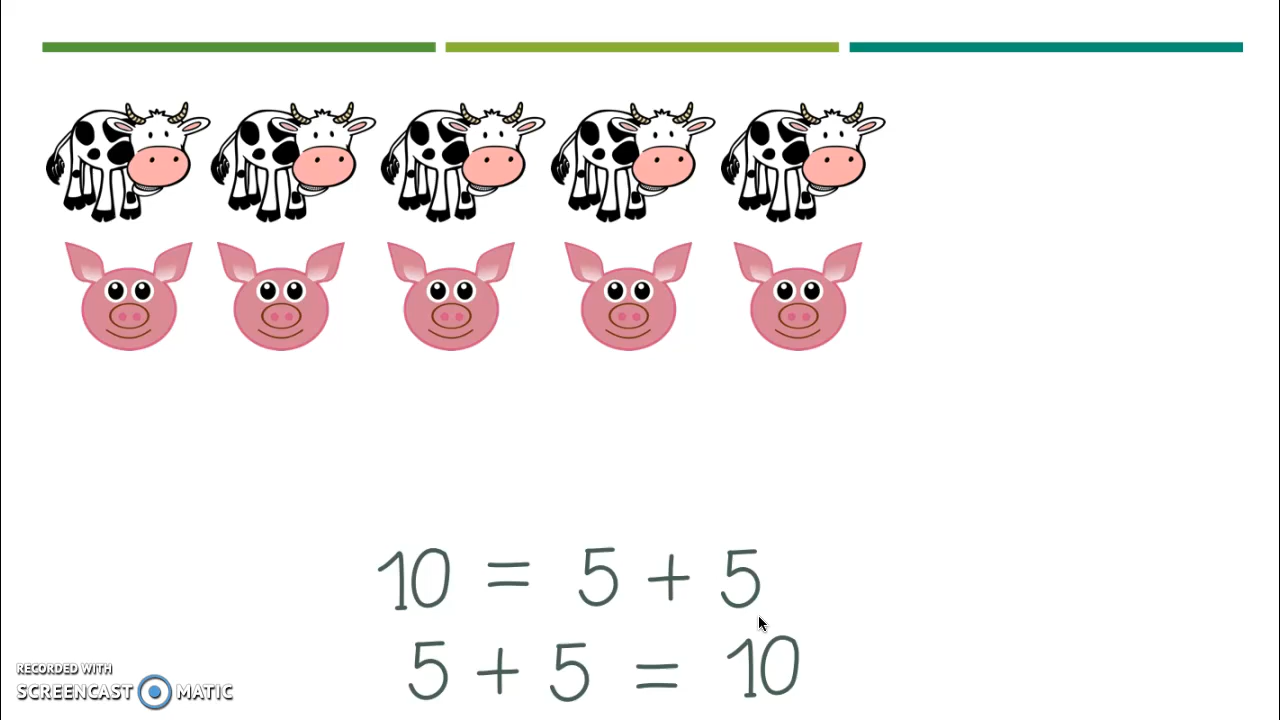 10 = 5 + 5
5 + 5 = 10
RECORDED WITH
SCREENCAST MATIC